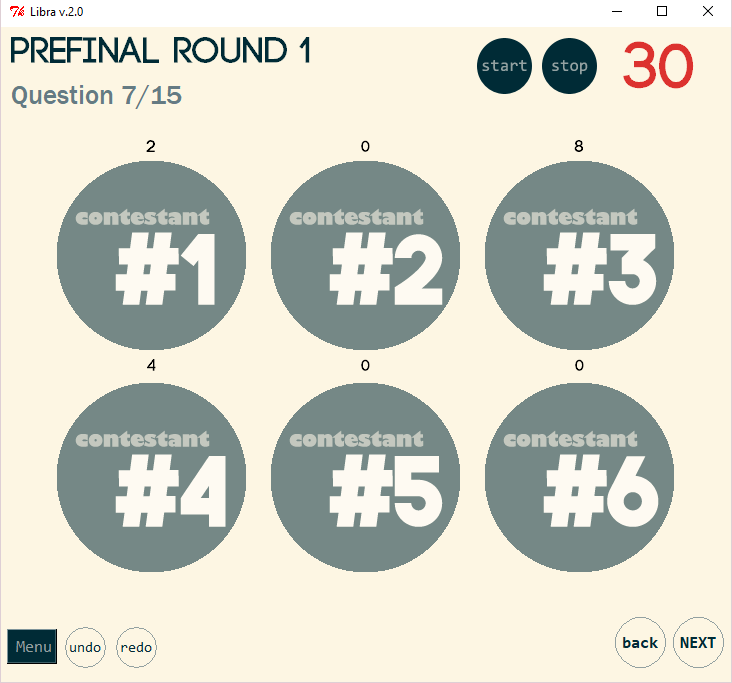 Libra v.2.0
PREFINAL ROUND 1
start stop 30
Question 7/15
2 0 8
contestant contestant contestant
#1 #2 #3
4 0 0
contestant contestant contestant
#4 #5 #6
Menu undo redo back NEXT